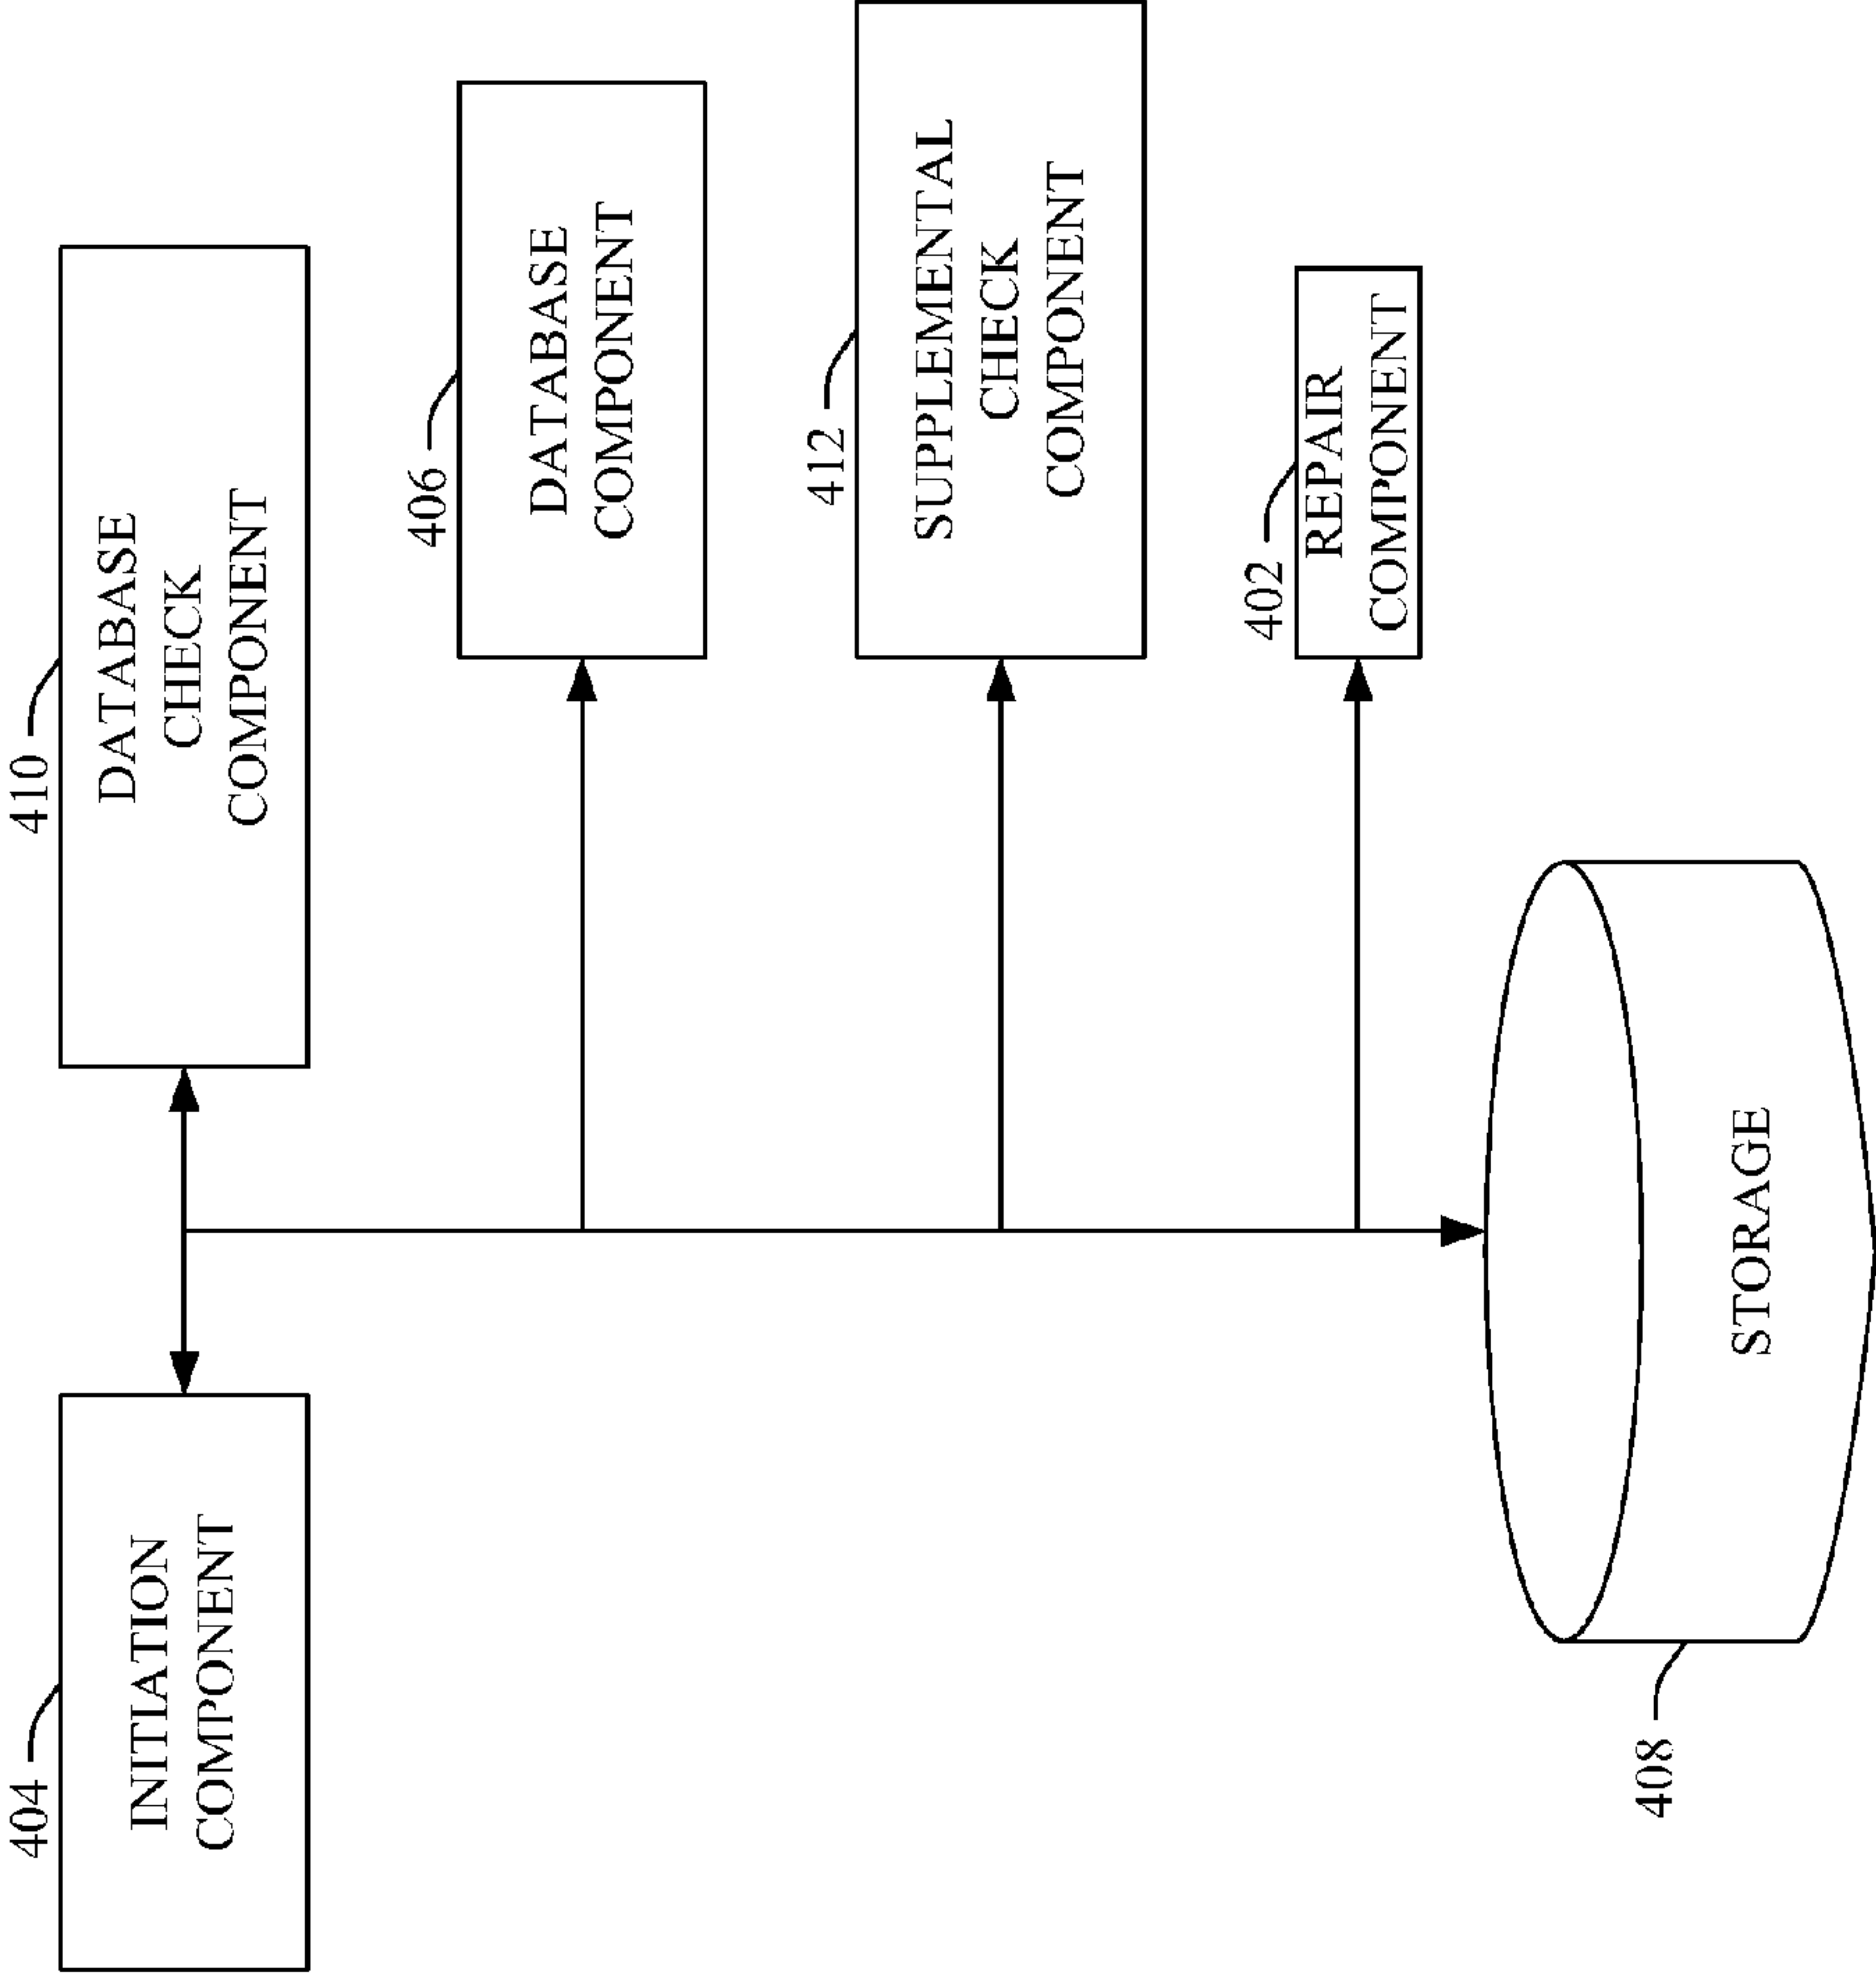 404
INITIATION
COMPONENT
410
DATABASE
CHECK
COMPONENT
406
DATABASE
COMPONENT
412
SUPPLEMENTAL
CHECK
COMPONENT
402
REPAIR
COMPONENT
408
STORAGE